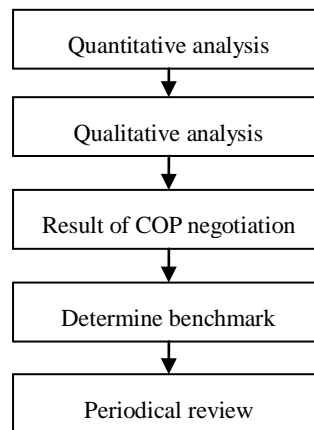 Quantitative analysis
Qualitative analysis
Result of COP negotiation
Determine benchmark
Periodical review